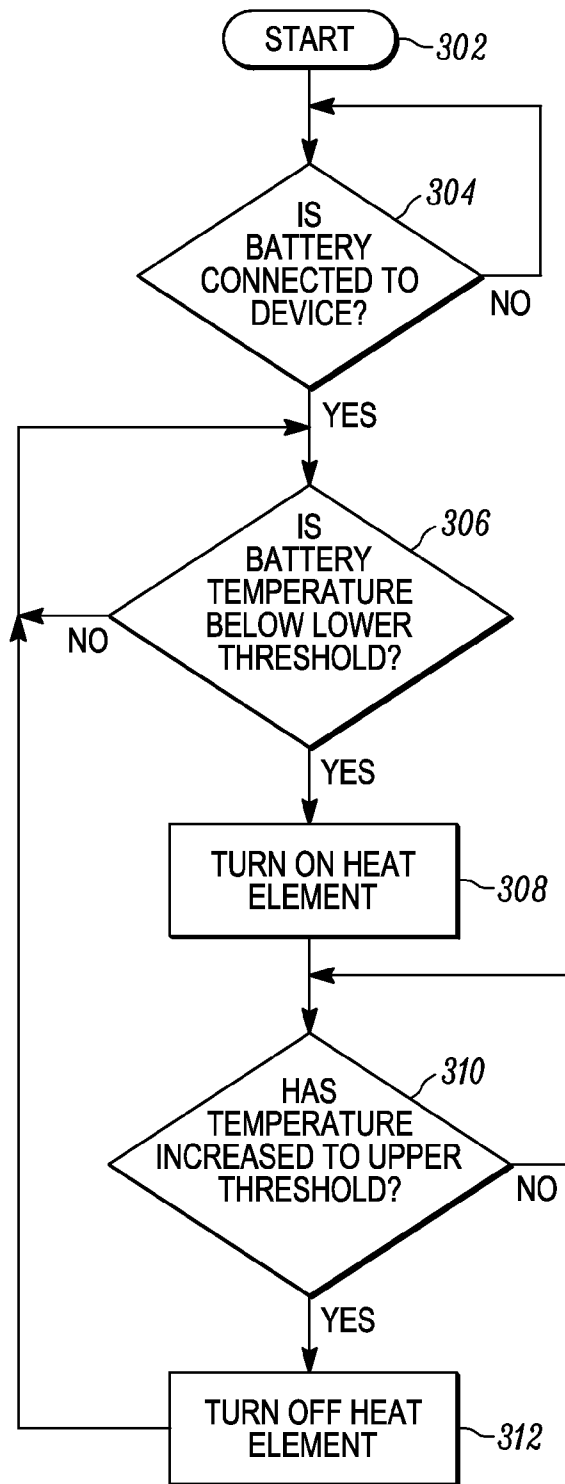 START
302
304
IS
BATTERY
CONNECTED TO
DEVICE?
NO
YES
306
IS
BATTERY
TEMPERATURE
BELOW LOWER
THRESHOLD?
NO
YES
TURN ON HEAT
ELEMENT
308
310
HAS
TEMPERATURE
INCREASED TO UPPER
THRESHOLD?
NO
YES
TURN OFF HEAT
ELEMENT
312